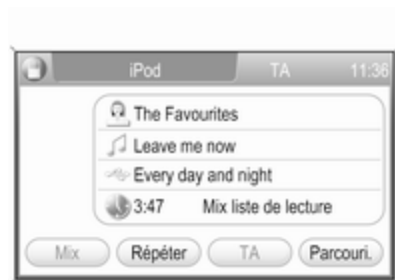 iPod TA 11:36
The Favourites
Leave me now
Every day and night
3:47 Mix liste de lecture
Mix Répéter TA Parcouri.